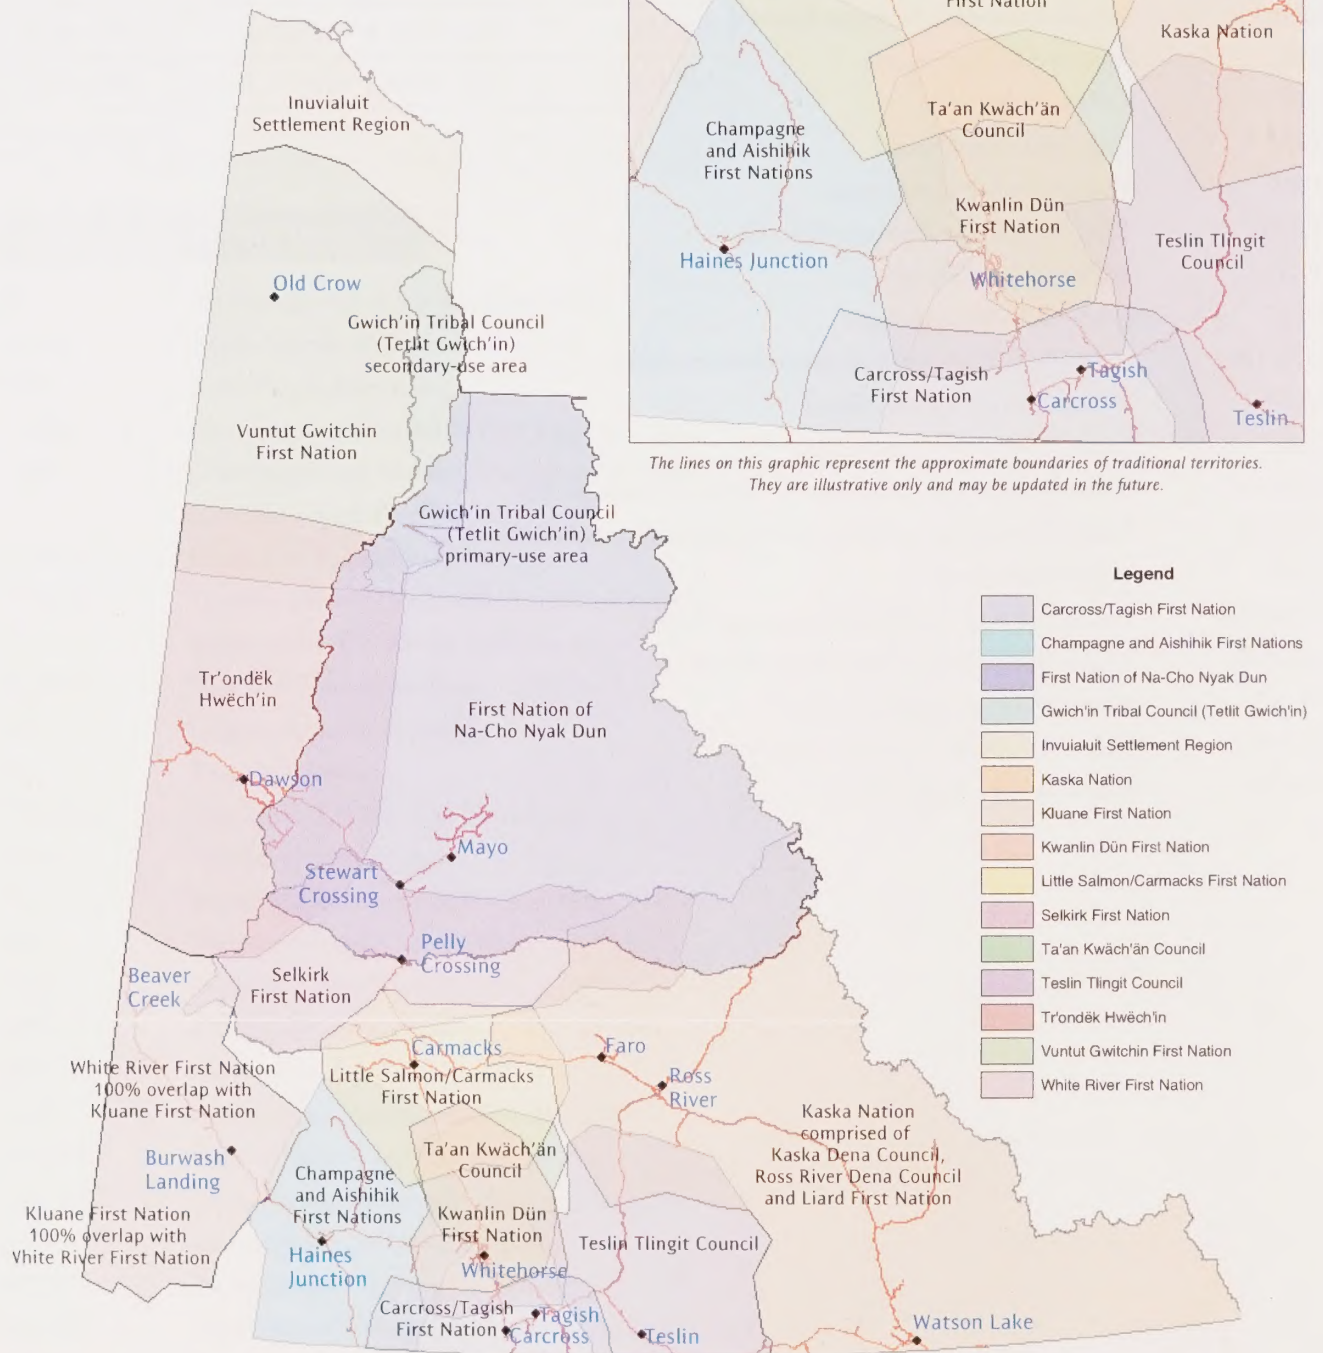 Inuvialuit
Settlement Region
Old Crow
Gwich'in Tribal Council
(Tetlit Gwich'in)
secondary-use area
Vuntut Gwitchin
First Nation
Gwich'in Tribal Council
(Tetlit Gwich'in)
primary-use area
Tr'ondëk
Hwëch'in
First Nation of
Na-Cho Nyak Dun
Dawson
Mayo
Stewart
Crossing
Pelly
Crossing
Beaver
Creek
Selkirk
First Nation
White River First Nation
100% overlap with
Kluane First Nation
Carmacks
Little Salmon/Carmacks
First Nation
Faro
Ross
River
Kaska Nation
comprised of
Kaska Dena Council,
Ross River Dena Council
and Liard First Nation
Burwash
Landing
Champagne
and Aishihik
First Nations
Ta'an Kwäch'än
Council
Kluane First Nation
100% overlap with
White River First Nation
Kwanlin Dün
First Nation
Haines
Junction
Whitehorse
Teslin Tlingit Council
Carcross/Tagish
First Nation
Tagish
Carcross
Teslin
Watson Lake
First Nation
Kaska Nation
Champagne
and Aishihik
First Nations
Ta'an Kwäch'än
Council
Kwanlin Dün
First Nation
Teslin Tlingit
Council
Haines Junction
Whitehorse
Carcross/Tagish
First Nation
Tagish
Carcross
Teslin
The lines on this graphic represent the approximate boundaries of traditional territories.
They are illustrative only and may be updated in the future.
Legend
Carcross/Tagish First Nation
Champagne and Aishihik First Nations
First Nation of Na-Cho Nyak Dun
Gwich'in Tribal Council (Tetlit Gwich'in)
Invuialuit Settlement Region
Kaska Nation
Kluane First Nation
Kwanlin Dün First Nation
Little Salmon/Carmacks First Nation
Selkirk First Nation
Ta'an Kwäch'än Council
Teslin Tlingit Council
Tr'ondëk Hwëch'in
Vuntut Gwitchin First Nation
White River First Nation